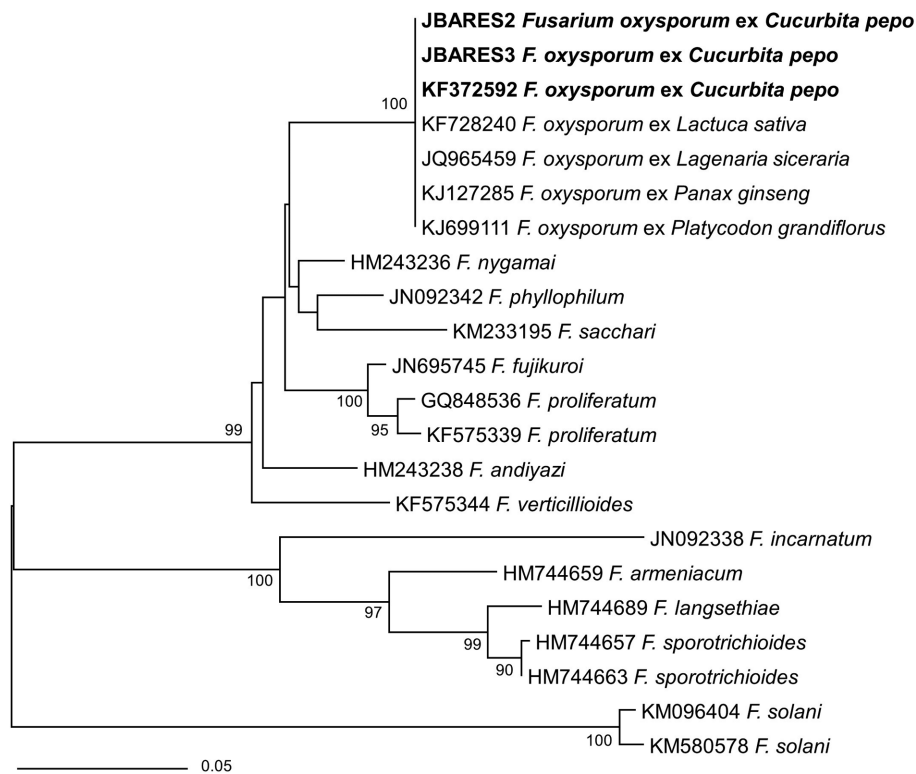 JBARES2 Fusarium oxysporum ex Cucurbita pepo
JBARES3 F. oxysporum ex Cucurbita pepo
KF372592 F. oxysporum ex Cucurbita pepo
100
KF728240 F. oxysporum ex Lactuca sativa
JQ965459 F. oxysporum ex Lagenaria siceraria
KJ127285 F. oxysporum ex Panax ginseng
KJ699111 F. oxysporum ex Platycodon grandiflorus
HM243236 F. nygamai
JN092342 F. phyllophilum
KM233195 F. sacchari
JN695745 F. fujikuroi
100
GQ848536 F. proliferatum
95
KF575339 F. proliferatum
99
HM243238 F. andiyazi
KF575344 F. verticillioides
JN092338 F. incarnatum
100
HM744659 F. armeniacum
97
HM744689 F. langsethiae
99
HM744657 F. sporotrichioides
90
HM744663 F. sporotrichioides
KM096404 F. solani
100
KM580578 F. solani
0.05